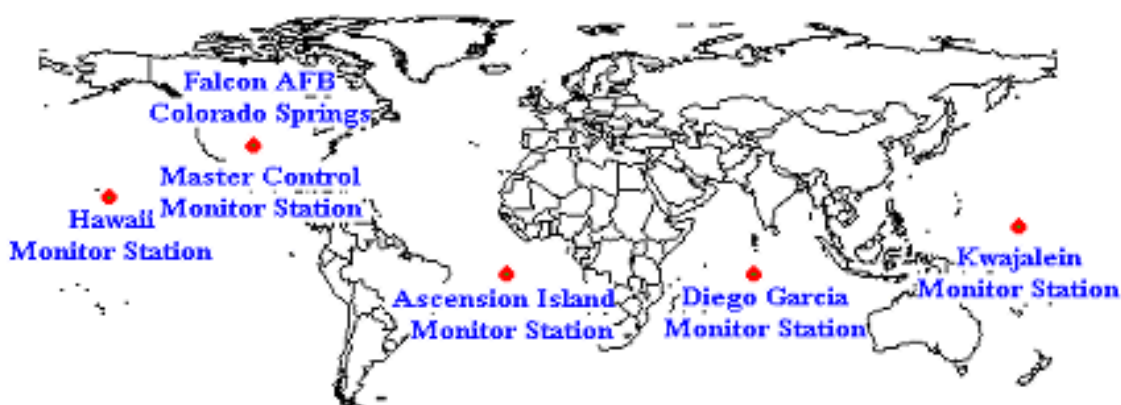 Falcon AFB
Colorado Springs
Master Control
Monitor Station
Hawaii
Monitor Station
Ascension Island
Monitor Station
Diego Garcia
Monitor Station
Kwajalein
Monitor Station